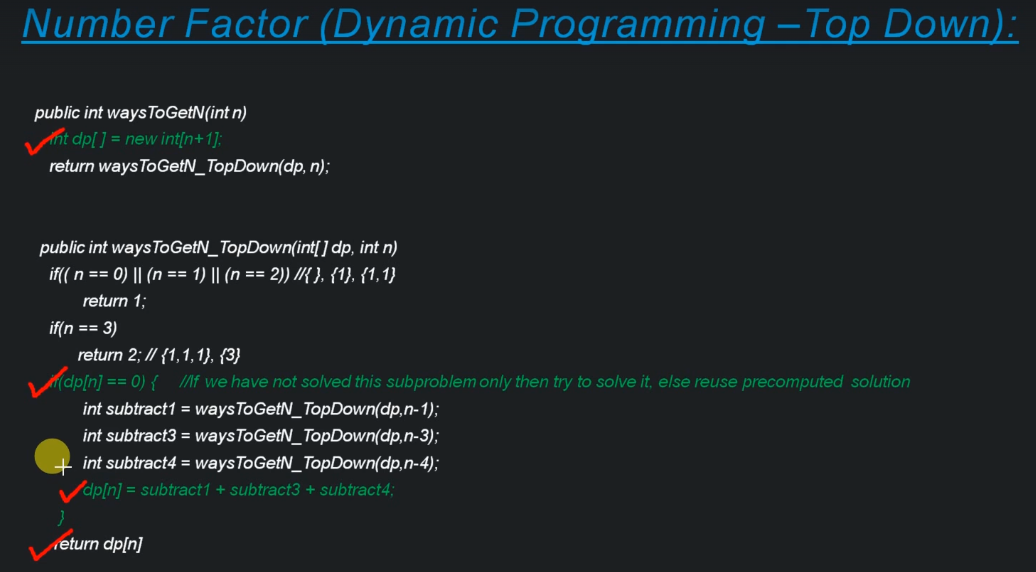 Number Factor (Dynamic Programming –Top Down):
public int waysToGetN(int n)
int dp[ ] = new int[n+1];
return waysToGetN_TopDown(dp, n);
public int waysToGetN_TopDown(int[ ] dp, int n)
if(( n == 0) || (n == 1) || (n == 2)) //{ }, {1}, {1,1}
return 1;
if(n == 3)
return 2; // {1,1,1}, {3}
if(dp[n] == 0) { //If we have not solved this subproblem only then try to solve it, else reuse precomputed solution
int subtract1 = waysToGetN_TopDown(dp,n-1);
int subtract3 = waysToGetN_TopDown(dp,n-3);
int subtract4 = waysToGetN_TopDown(dp,n-4);
dp[n] = subtract1 + subtract3 + subtract4;
}
return dp[n]